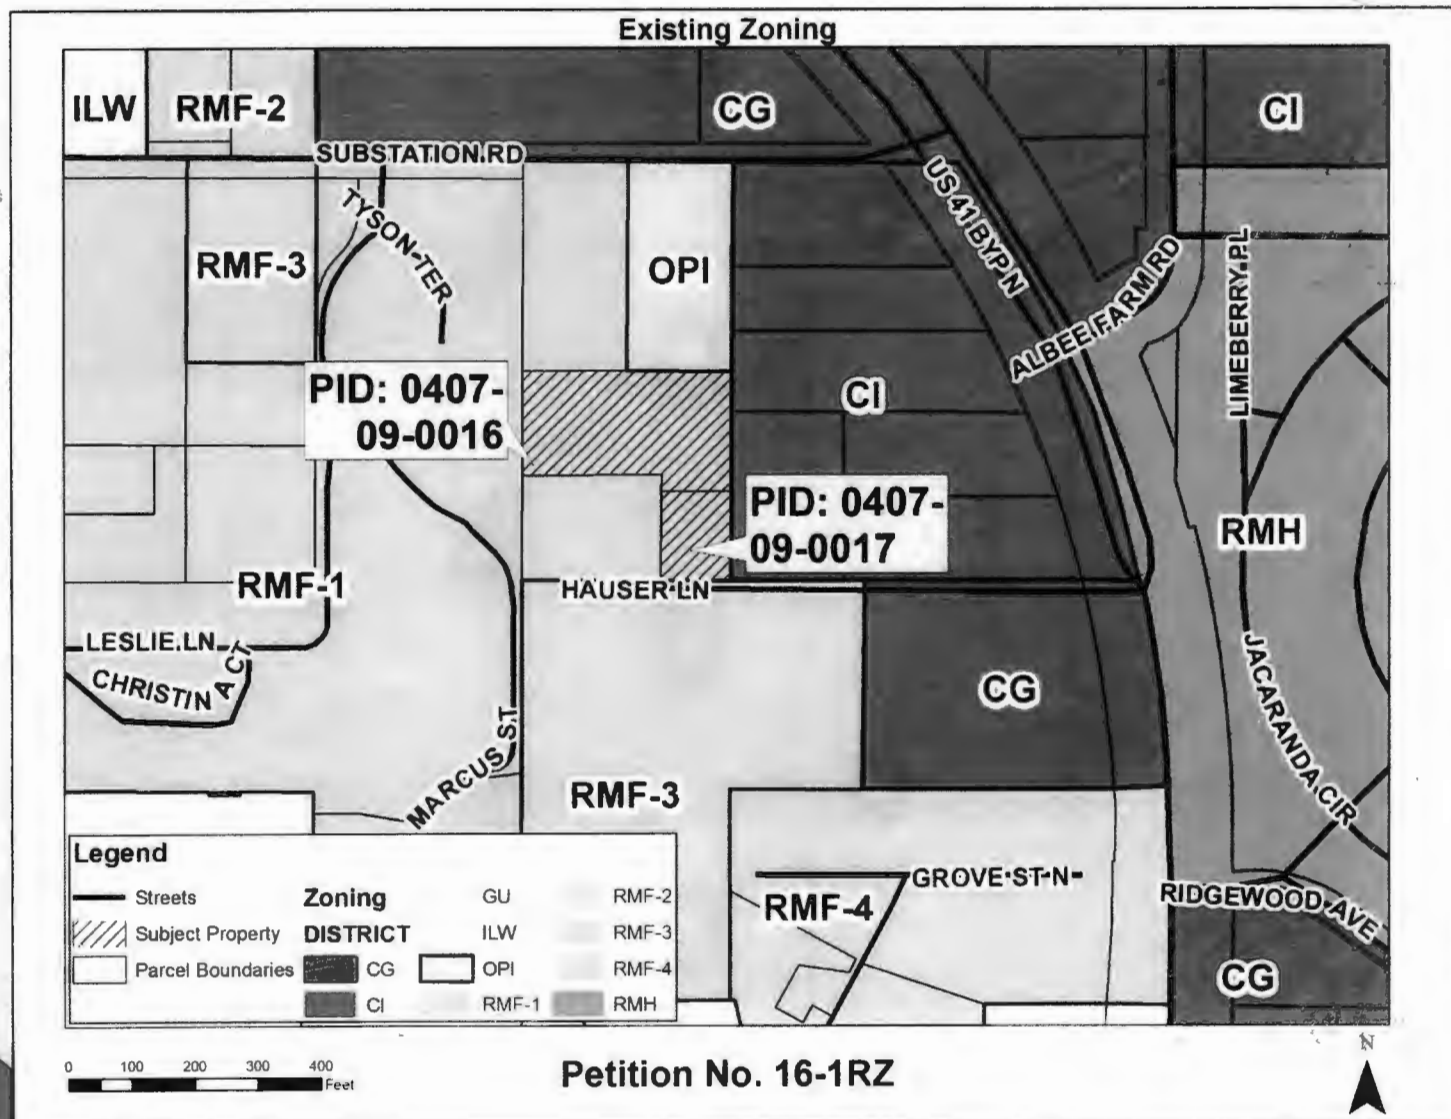 Existing Zoning
ILW
RMF-2
CG
CI
SUBSTATION RD
TYSON TER
RMF-3
OPI
US 41 BYP N
ALBEE FARM RD
LIMEBERRY PL
PID: 0407-
09-0016
CI
PID: 0407-
09-0017
RMH
RMF-1
HAUSER LN
LESLIE LN
CHRISTINA CT
MARCUS ST
CG
JACARANDA CIR
RMF-3
RMF-4
GROVE ST N
RIDGEWOOD AVE
CG
Legend
Streets
Subject Property
Parcel Boundaries
Zoning
DISTRICT
CG
CI
GU
ILW
OPI
RMF-1
RMF-2
RMF-3
RMF-4
RMH
0 100 200 300 400
Feet
Petition No. 16-1RZ
N